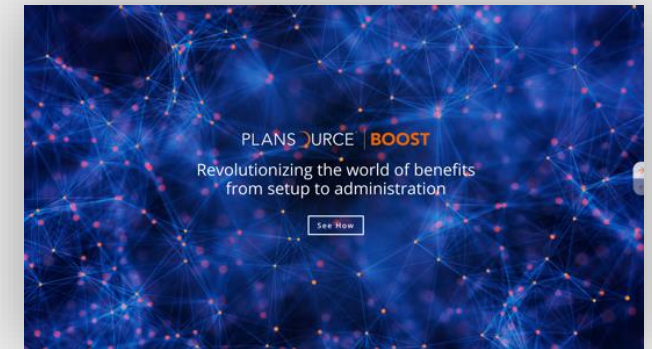 PLANSOURCE | BOOST
Revolutionizing the world of benefits
from setup to administration
See How